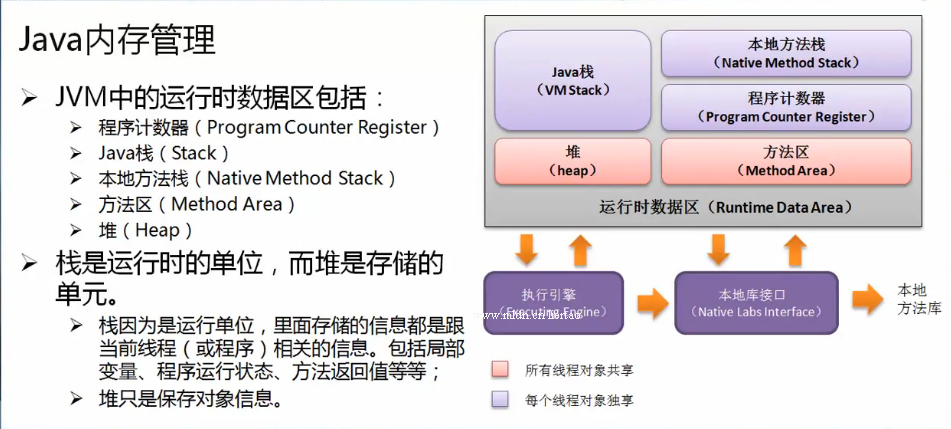 Java内存管理
JVM中的运行时数据区包括：
程序计数器（Program Counter Register）
Java栈（Stack）
本地方法栈（Native Method Stack）
方法区（Method Area）
堆（Heap）
栈是运行时的单位，而堆是存储的
单元。
栈因为是运行单位，里面存储的信息都是跟
当前线程（或程序）相关的信息。包括局部
变量、程序运行状态、方法返回值等等；
堆只是保存对象信息。
Java栈
（VM Stack）
本地方法栈
（Native Method Stack）
程序计数器
（Program Counter Register）
堆
（heap）
方法区
（Method Area）
运行时数据区（Runtime Data Area）
执行引擎
（Executing Engine）
本地库接口
（Native Labs Interface）
本地
方法库
所有线程对象共享
每个线程对象独享